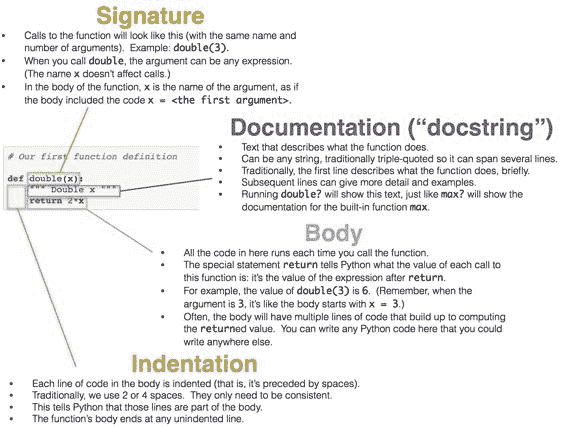 Signature
• Calls to the function will look like this (with the same name and
number of arguments). Example: double(3).
• When you call double, the argument can be any expression.
(The name x doesn't affect calls.)
• In the body of the function, x is the name of the argument, as if
the body included the code x = <the first argument>.
Documentation (“docstring”)
• Text that describes what the function does.
• Can be any string, traditionally triple-quoted so it can span several lines.
• Traditionally, the first line describes what the function does, briefly.
• Subsequent lines can give more detail and examples.
• Running double? will show this text, just like max? will show the
documentation for the built-in function max.
# Our first function definition
def double(x):
""" Double x """
return 2*x
Body
• All the code in here runs each time you call the function.
• The special statement return tells Python what the value of each call to
this function is: it's the value of the expression after return.
• For example, the value of double(3) is 6. (Remember, when the
argument is 3, it's like the body starts with x = 3.)
• Often, the body will have multiple lines of code that build up to computing
the returned value. You can write any Python code here that you could
write anywhere else.
Indentation
• Each line of code in the body is indented (that is, it's preceded by spaces).
• Traditionally, we use 2 or 4 spaces. They only need to be consistent.
• This tells Python that those lines are part of the body.
• The function's body ends at any unindented line.